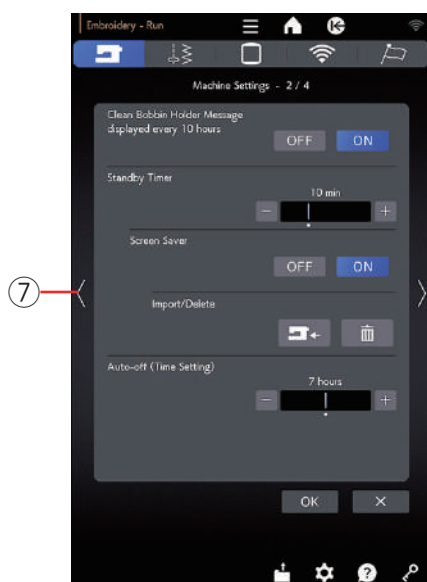 Embroidery - Run
Machine Settings - 2 / 4
Clean Bobbin Holder Message
displayed every 10 hours
OFF ON
Standby Timer
10 min
− +
Screen Saver
OFF ON
Import/Delete
Auto-off (Time Setting)
7 hours
− +
OK ×
⑦